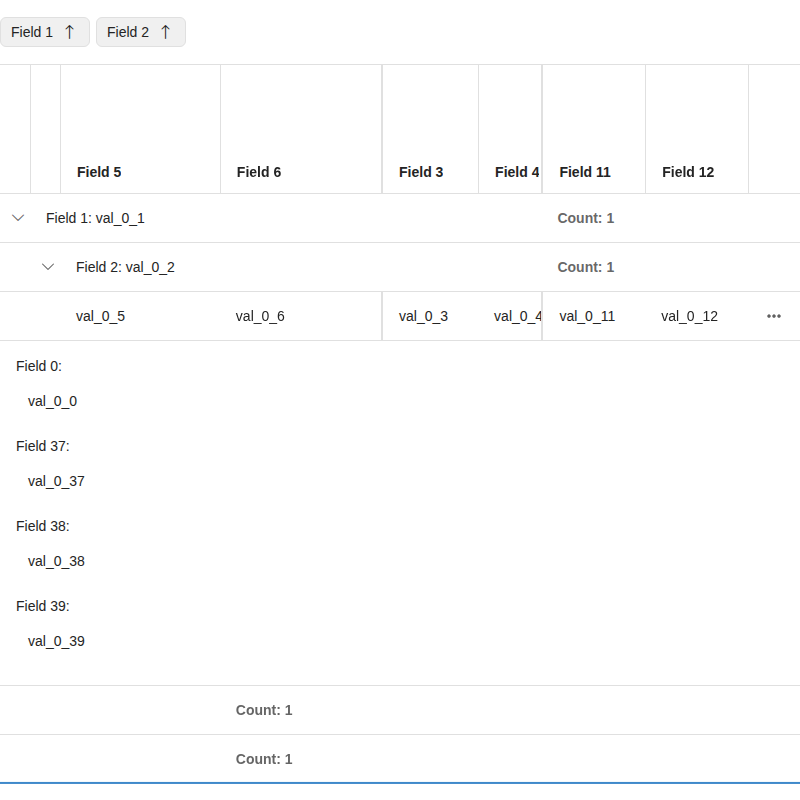 Field 1 Field 2
Field 5 Field 6 Field 3 Field 4 Field 11 Field 12
Field 1: val_0_1 Count: 1
Field 2: val_0_2 Count: 1
val_0_5 val_0_6 val_0_3 val_0_4 val_0_11 val_0_12
Field 0:
val_0_0
Field 37:
val_0_37
Field 38:
val_0_38
Field 39:
val_0_39
Count: 1
Count: 1